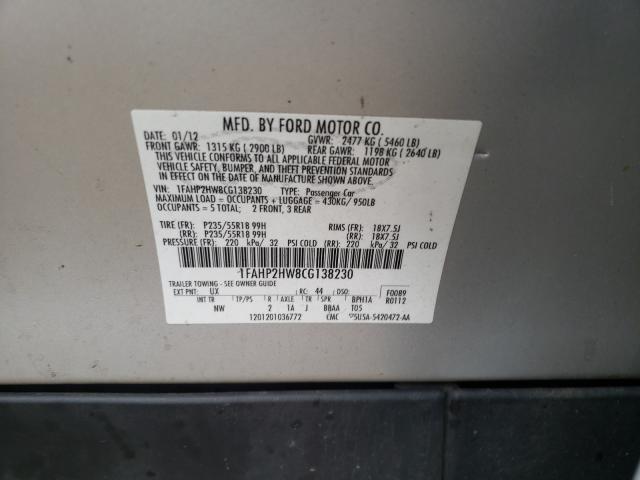 MFD. BY FORD MOTOR CO.
DATE: 01/12 GVWR: 2477 KG ( 5460 LB)
FRONT GAWR: 1315 KG ( 2900 LB) REAR GAWR: 1198 KG ( 2640 LB)
THIS VEHICLE CONFORMS TO ALL APPLICABLE FEDERAL MOTOR
VEHICLE SAFETY, BUMPER, AND THEFT PREVENTION STANDARDS
IN EFFECT ON THE DATE OF MANUFACTURE SHOWN ABOVE.
VIN: 1FAHP2HW8CG138230 TYPE: Passenger Car
MAXIMUM LOAD = OCCUPANTS + LUGGAGE = 430KG/ 950LB
OCCUPANTS = 5 TOTAL; 2 FRONT, 3 REAR
TIRE (FR): P235/55R18 99H RIMS (FR): 18X7.5J
(RR): P235/55R18 99H (RR): 18X7.5J
PRESSURE (FR): 220 kPa/ 32 PSI COLD (RR): 220 kPa/ 32 PSI COLD
1FAHP2HW8CG138230
TRAILER TOWING - SEE OWNER GUIDE
EXT PNT: UX RC: 44 DSO: F0089
INT TR TP/PS R AXLE TR SPR BPH1A R0112
NW 2 1A J BBAA T05
1201201036772 CMC 5U5A-5420472-AA